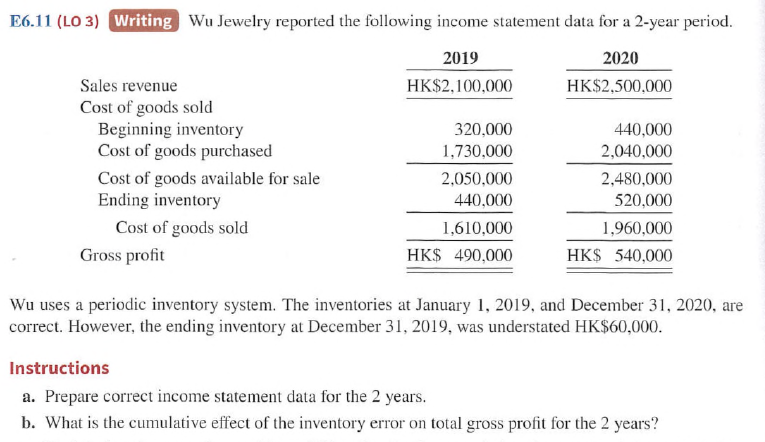 E6.11 (LO 3) Writing Wu Jewelry reported the following income statement data for a 2-year period.
2019 2020
Sales revenue HK$2,100,000 HK$2,500,000
Cost of goods sold
Beginning inventory 320,000 440,000
Cost of goods purchased 1,730,000 2,040,000
Cost of goods available for sale 2,050,000 2,480,000
Ending inventory 440,000 520,000
Cost of goods sold 1,610,000 1,960,000
Gross profit HK$ 490,000 HK$ 540,000
Wu uses a periodic inventory system. The inventories at January 1, 2019, and December 31, 2020, are
correct. However, the ending inventory at December 31, 2019, was understated HK$60,000.
Instructions
a. Prepare correct income statement data for the 2 years.
b. What is the cumulative effect of the inventory error on total gross profit for the 2 years?